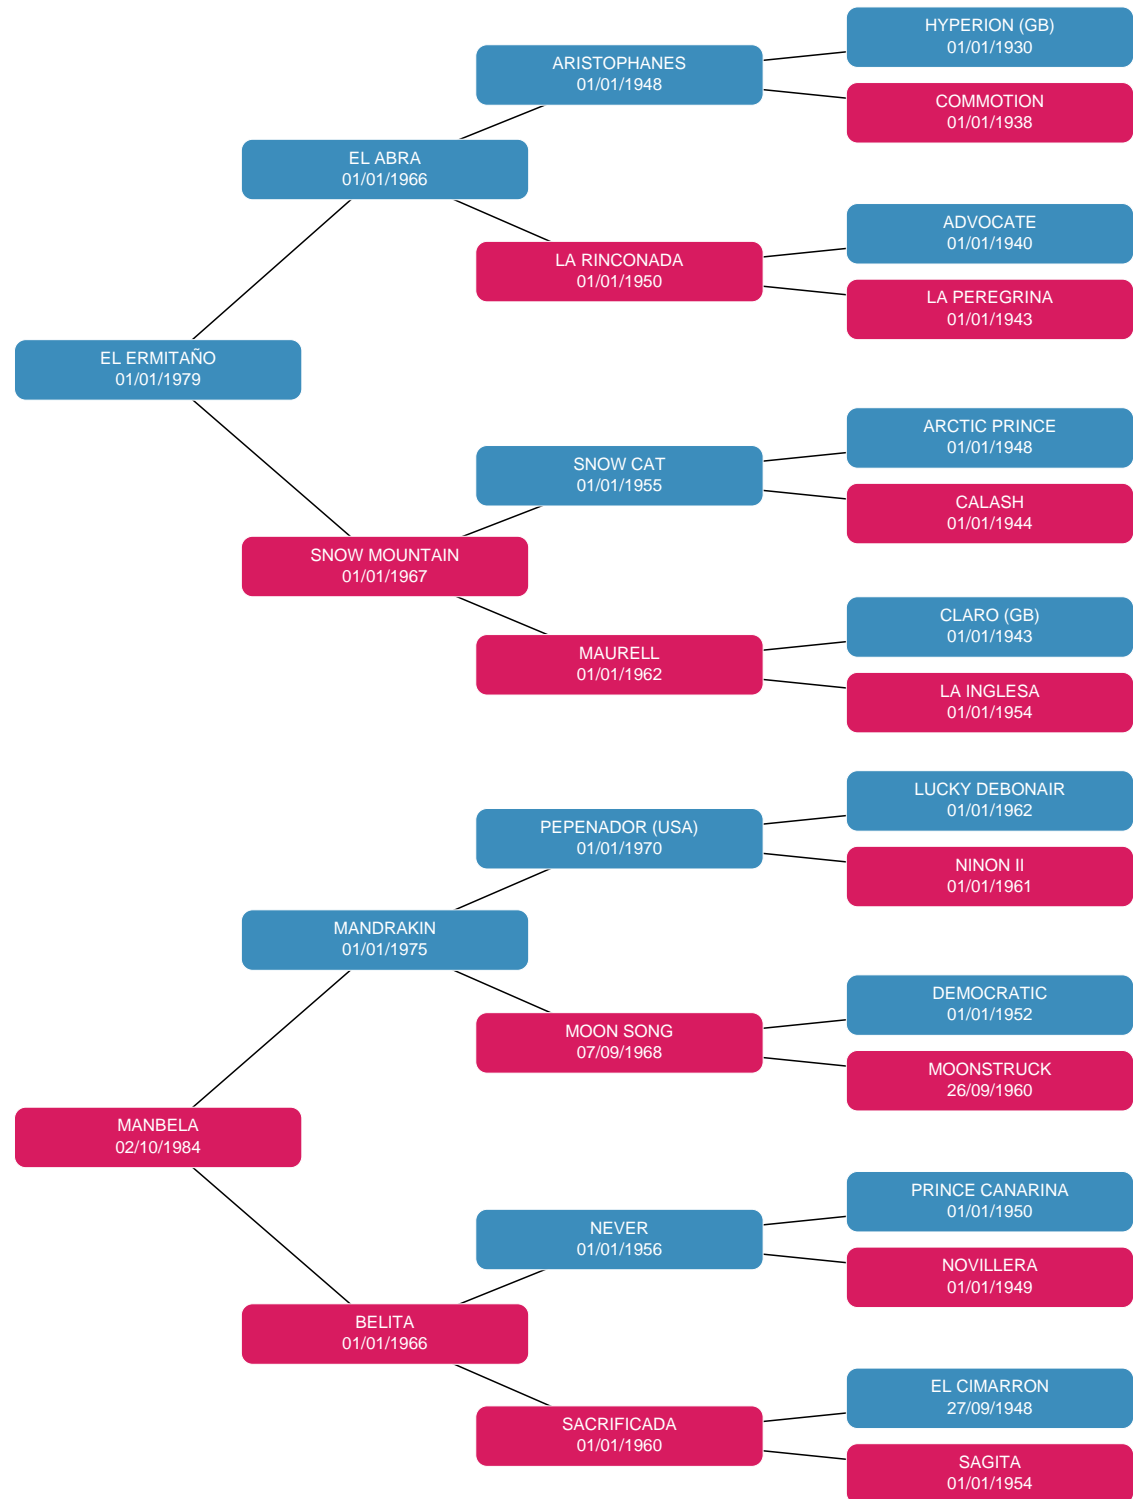 HYPERION (GB)
01/01/1930
ARISTOPHANES
01/01/1948
COMMOTION
01/01/1938
EL ABRA
01/01/1966
ADVOCATE
01/01/1940
LA RINCONADA
01/01/1950
LA PEREGRINA
01/01/1943
EL ERMITAÑO
01/01/1979
ARCTIC PRINCE
01/01/1948
SNOW CAT
01/01/1955
CALASH
01/01/1944
SNOW MOUNTAIN
01/01/1967
CLARO (GB)
01/01/1943
MAURELL
01/01/1962
LA INGLESA
01/01/1954
LUCKY DEBONAIR
01/01/1962
PEPENADOR (USA)
01/01/1970
NINON II
01/01/1961
MANDRAKIN
01/01/1975
DEMOCRATIC
01/01/1952
MOON SONG
07/09/1968
MOONSTRUCK
26/09/1960
MANBELA
02/10/1984
PRINCE CANARINA
01/01/1950
NEVER
01/01/1956
NOVILLERA
01/01/1949
BELITA
01/01/1966
EL CIMARRON
27/09/1948
SACRIFICADA
01/01/1960
SAGITA
01/01/1954